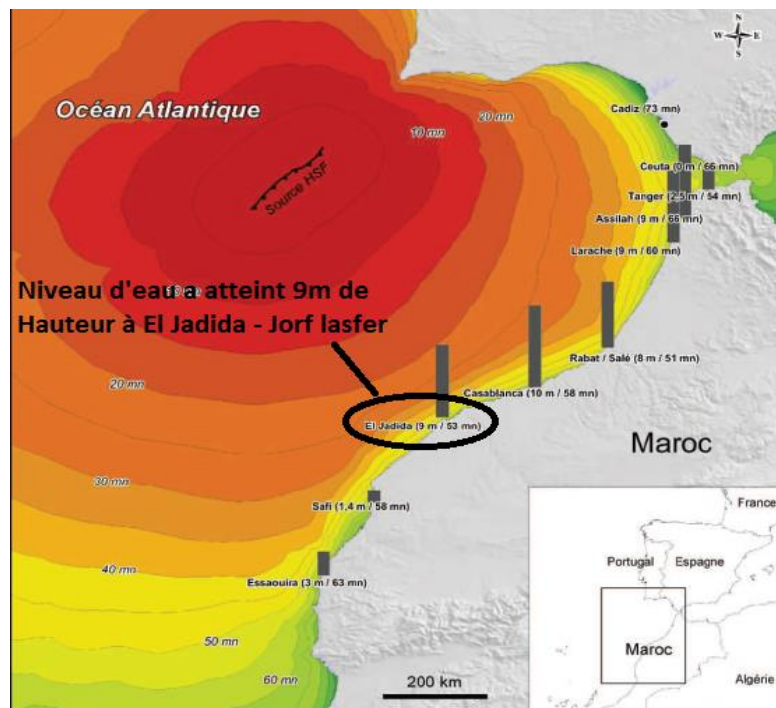 N
W E
S
Océan Atlantique
10 mn
20 mn
Cadiz (73 mn)
Source HSF
Ceuta (0 m / 66 mn)
Tanger (2,5 m / 54 mn)
Assilah (9 m / 66 mn)
Larache (9 m / 60 mn)
Niveau d'eau a atteint 9m de
Hauteur à El Jadida - Jorf lasfer
Rabat / Salé (8 m / 51 mn)
20 mn
Casablanca (10 m / 58 mn)
El Jadida (9 m / 53 mn)
Maroc
30 mn
Safi (1,4 m / 58 mn)
France
40 mn
Essaouira (3 m / 63 mn)
Portugal Espagne
50 mn
Maroc
60 mn
200 km
Algérie